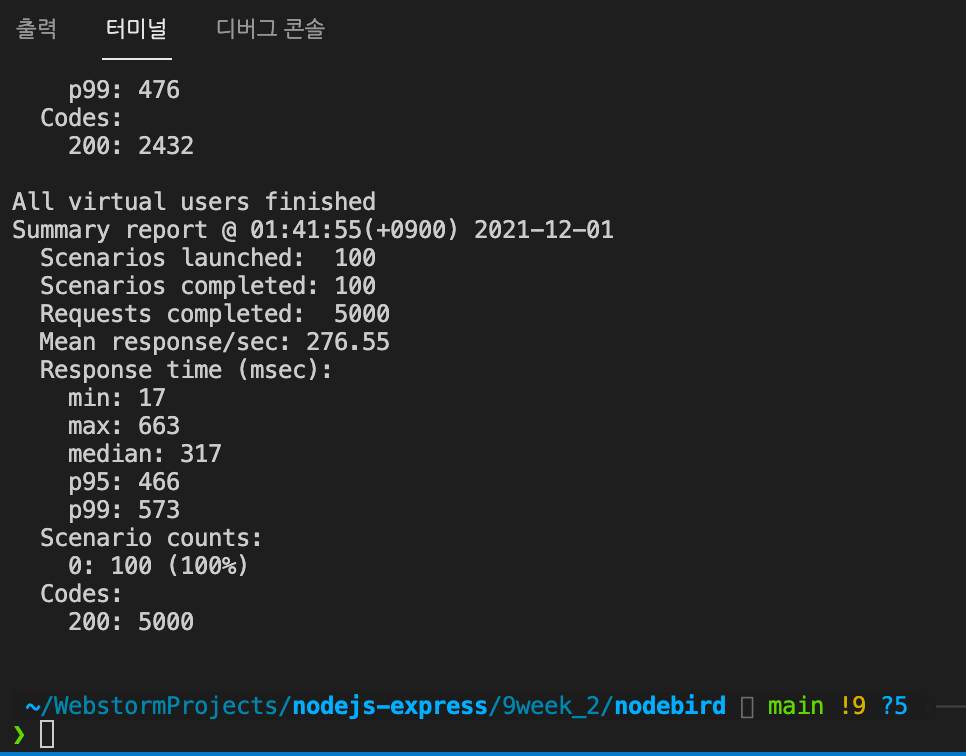 출력 터미널 디버그 콘솔
p99: 476
Codes:
200: 2432
All virtual users finished
Summary report @ 01:41:55(+0900) 2021-12-01
Scenarios launched: 100
Scenarios completed: 100
Requests completed: 5000
Mean response/sec: 276.55
Response time (msec):
min: 17
max: 663
median: 317
p95: 466
p99: 573
Scenario counts:
0: 100 (100%)
Codes:
200: 5000
~/WebstormProjects/nodejs-express/9week_2/nodebird main !9 ?5
❯